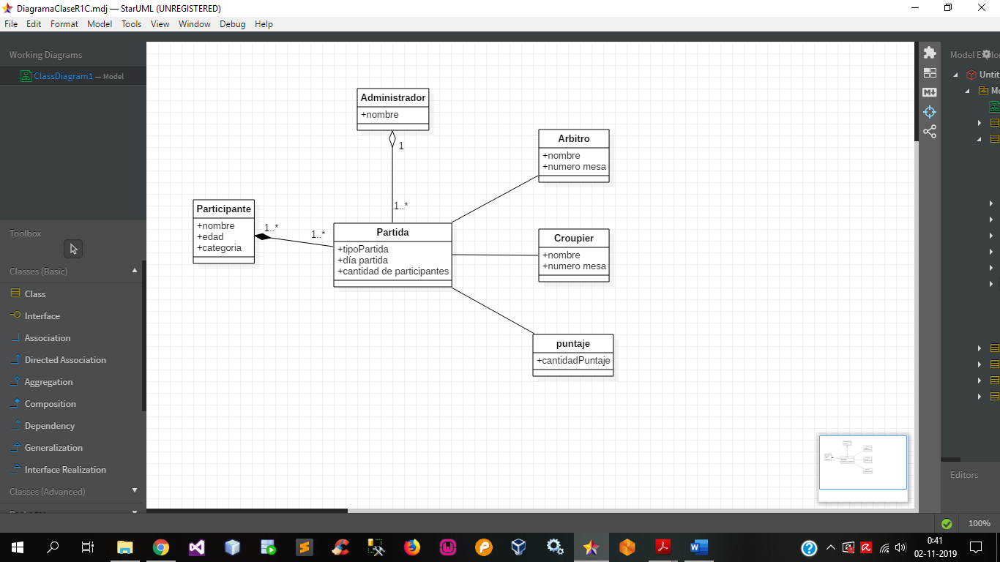 DiagramaClaseR1C.mdj — StarUML (UNREGISTERED)
File Edit Format Model Tools View Window Debug Help
Working Diagrams
ClassDiagram1 — Model
Toolbox
Classes (Basic)
Class
Interface
Association
Directed Association
Aggregation
Composition
Dependency
Generalization
Interface Realization
Classes (Advanced)
Administrador
+nombre
1
1..*
Participante
+nombre
+edad
+categoria
1..*
1..*
Partida
+tipoPartida
+día partida
+cantidad de participantes
Arbitro
+nombre
+numero mesa
Croupier
+nombre
+numero mesa
puntaje
+cantidadPuntaje
Model Explor
Untit
Mo
Editors
100%
0:41
02-11-2019